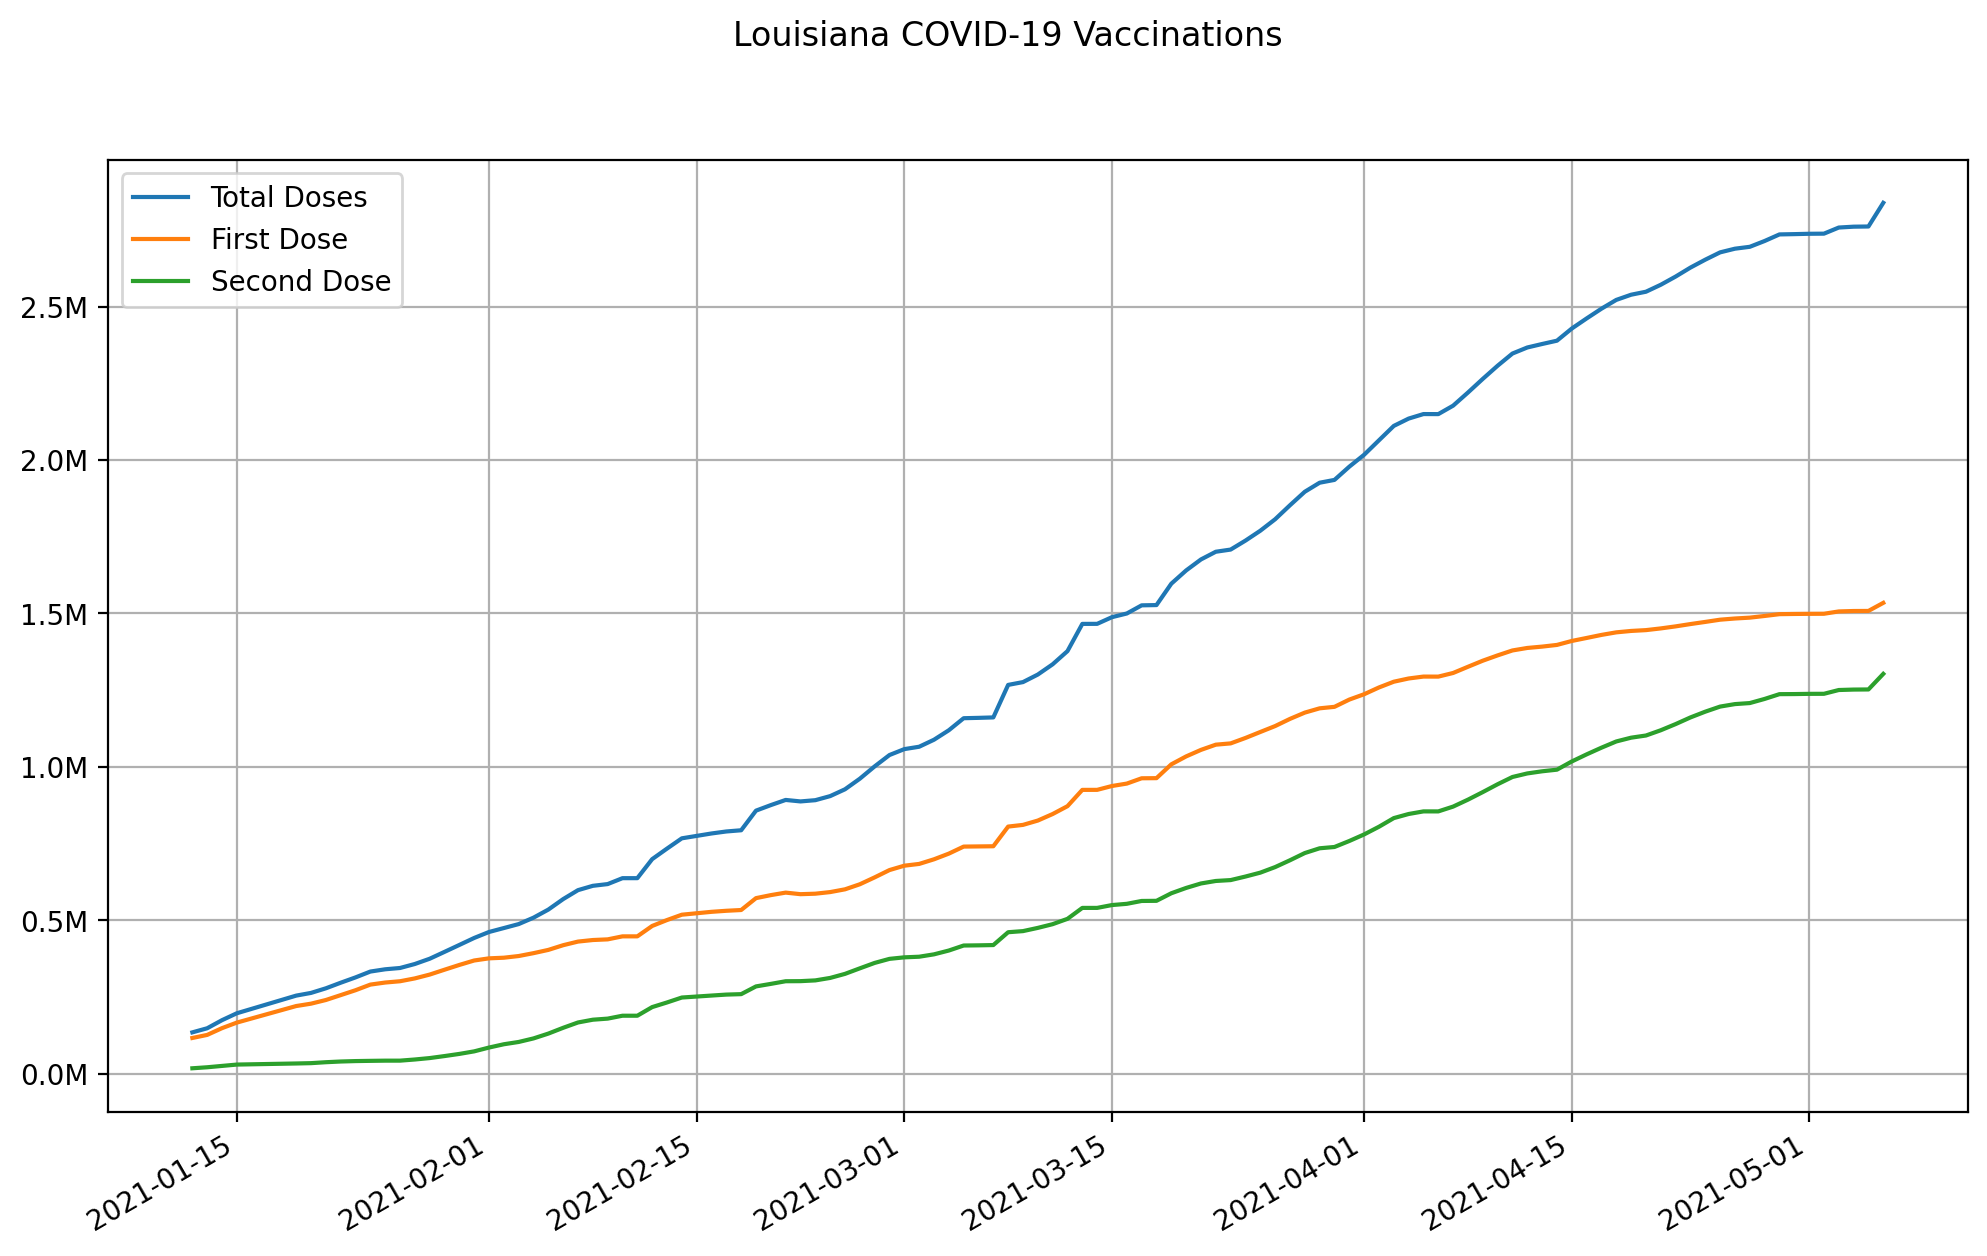 Louisiana COVID-19 Vaccinations
Total Doses
First Dose
Second Dose
2.5M
2.0M
1.5M
1.0M
0.5M
0.0M
2021-01-15
2021-02-01
2021-02-15
2021-03-01
2021-03-15
2021-04-01
2021-04-15
2021-05-01